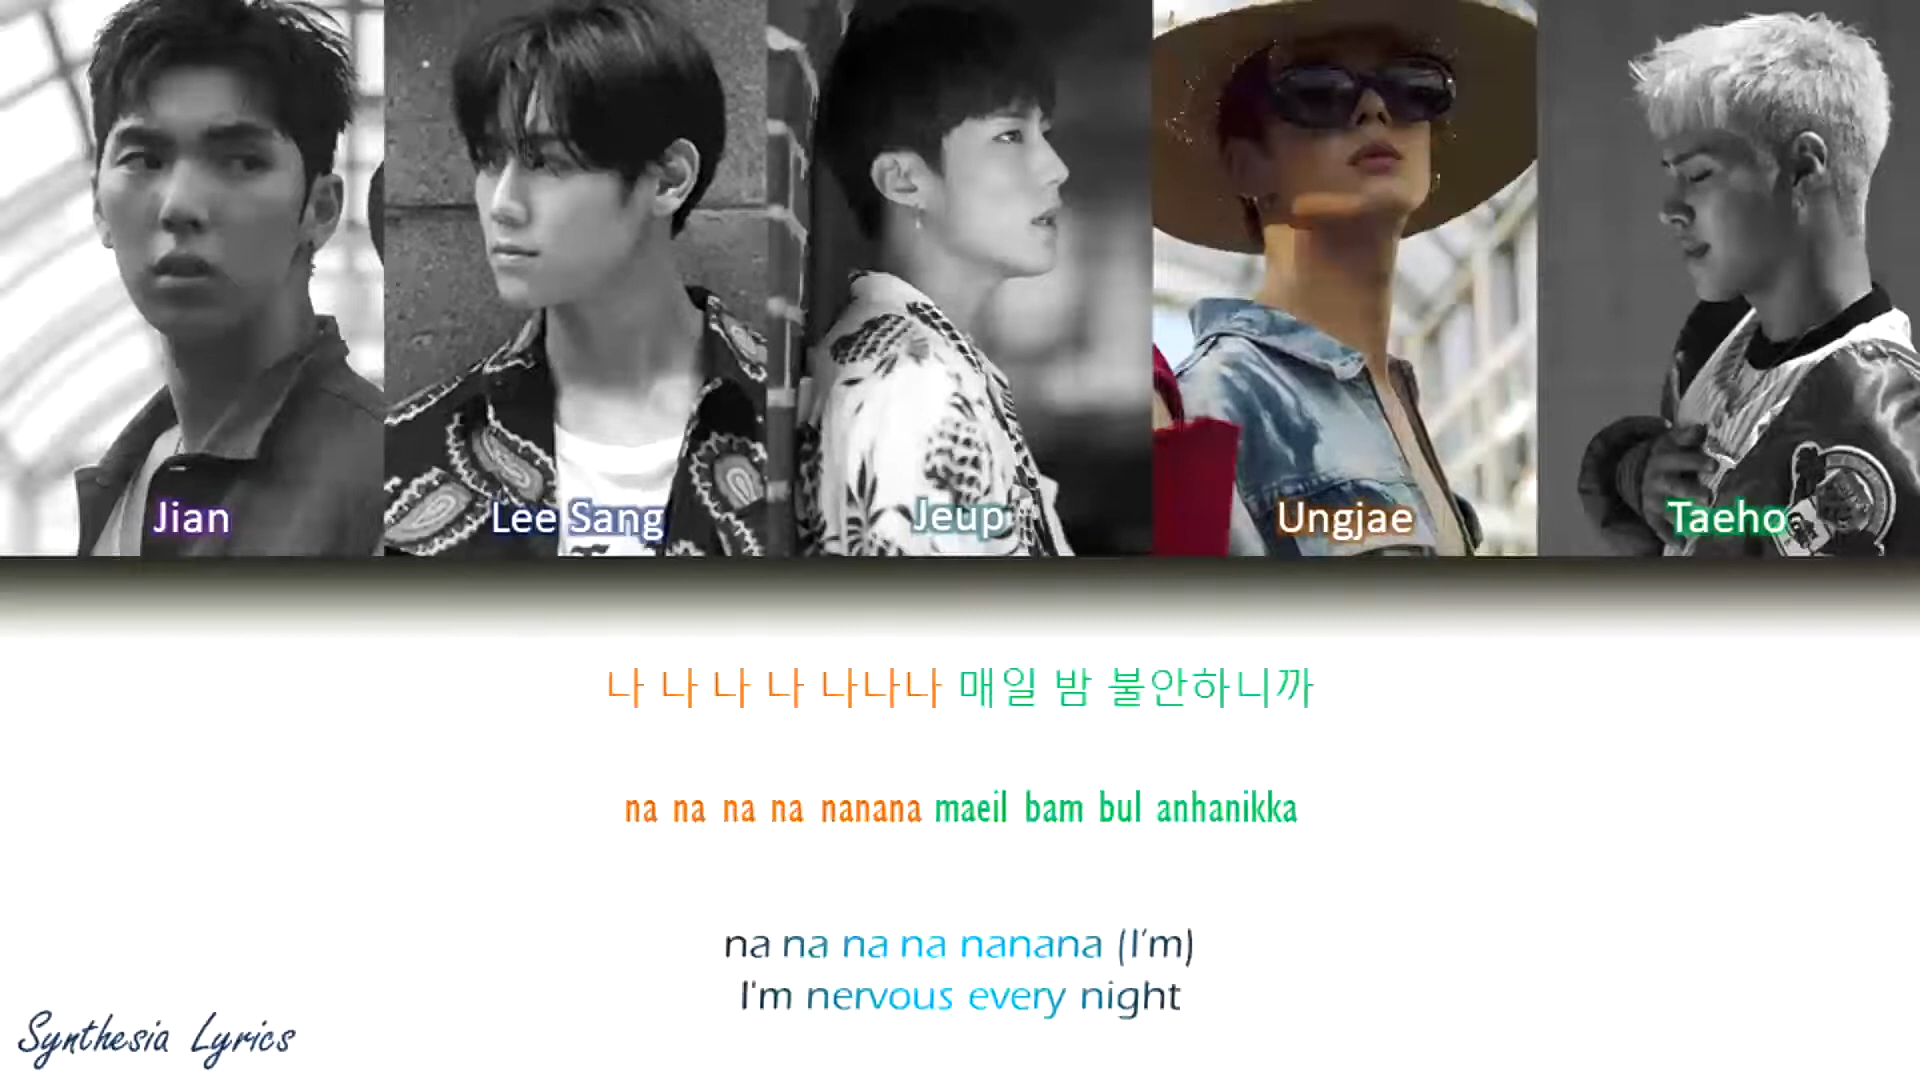 Jian
Lee Sang
Jeup
Ungjae
Taeho
나 나 나 나 나나나 매일 밤 불안하니까
na na na na nanana maeil bam bul anhanikka
na na na na nanana (I'm)
I'm nervous every night
Synthesia Lyrics